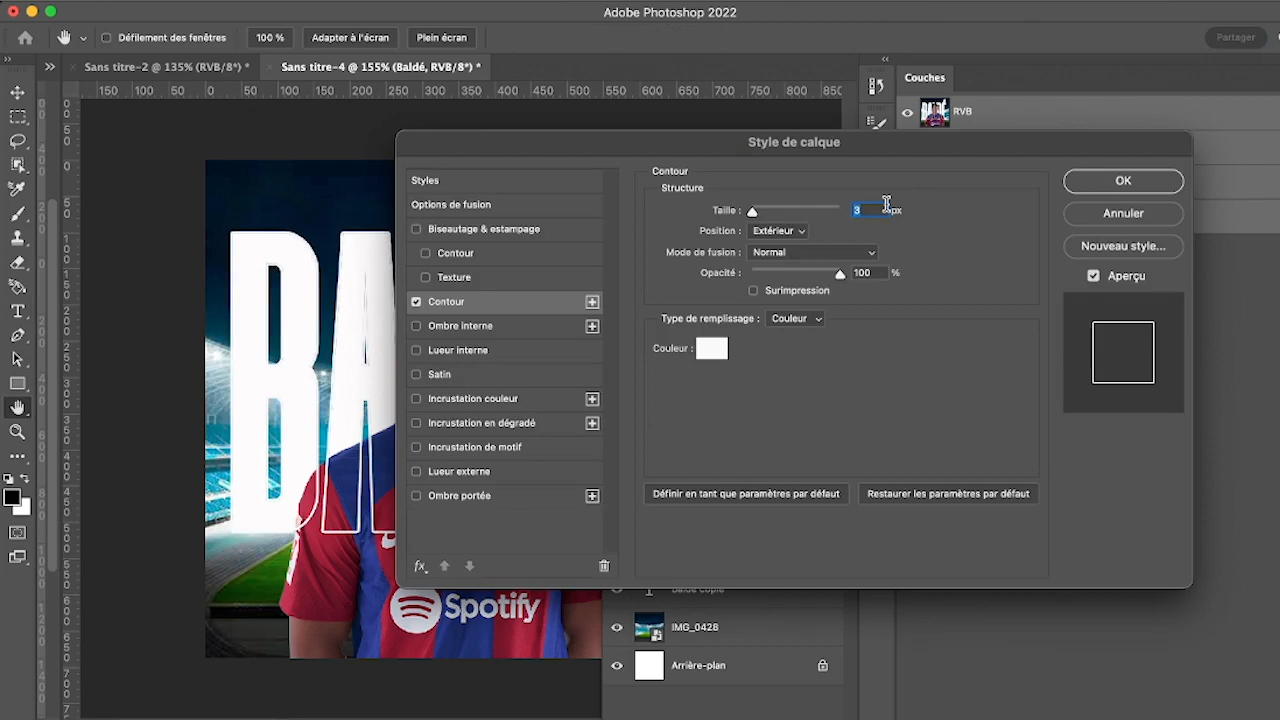 Adobe Photoshop 2022
Défilement des fenêtres
100 %
Adapter à l'écran
Plein écran
Partager
Sans titre-2 @ 135% (RVB/8*) *
Sans titre-4 @ 155% (Baldé, RVB/8*) *
150 100 50 0 50 100 150 200 250 300 350 400 450 500 550 600 650 700 750 800 850
Couches
RVB
Style de calque
Styles
Options de fusion
Biseautage & estampage
Contour
Texture
Contour
Ombre interne
Lueur interne
Satin
Incrustation couleur
Incrustation en dégradé
Incrustation de motif
Lueur externe
Ombre portée
fx
Contour
Structure
Taille : 3 px
Position : Extérieur
Mode de fusion : Normal
Opacité : 100 %
Surimpression
Type de remplissage : Couleur
Couleur :
Définir en tant que paramètres par défaut
Restaurer les paramètres par défaut
OK
Annuler
Nouveau style...
Aperçu
BA
Spotify
Baldé Copie
IMG_0428
Arrière-plan